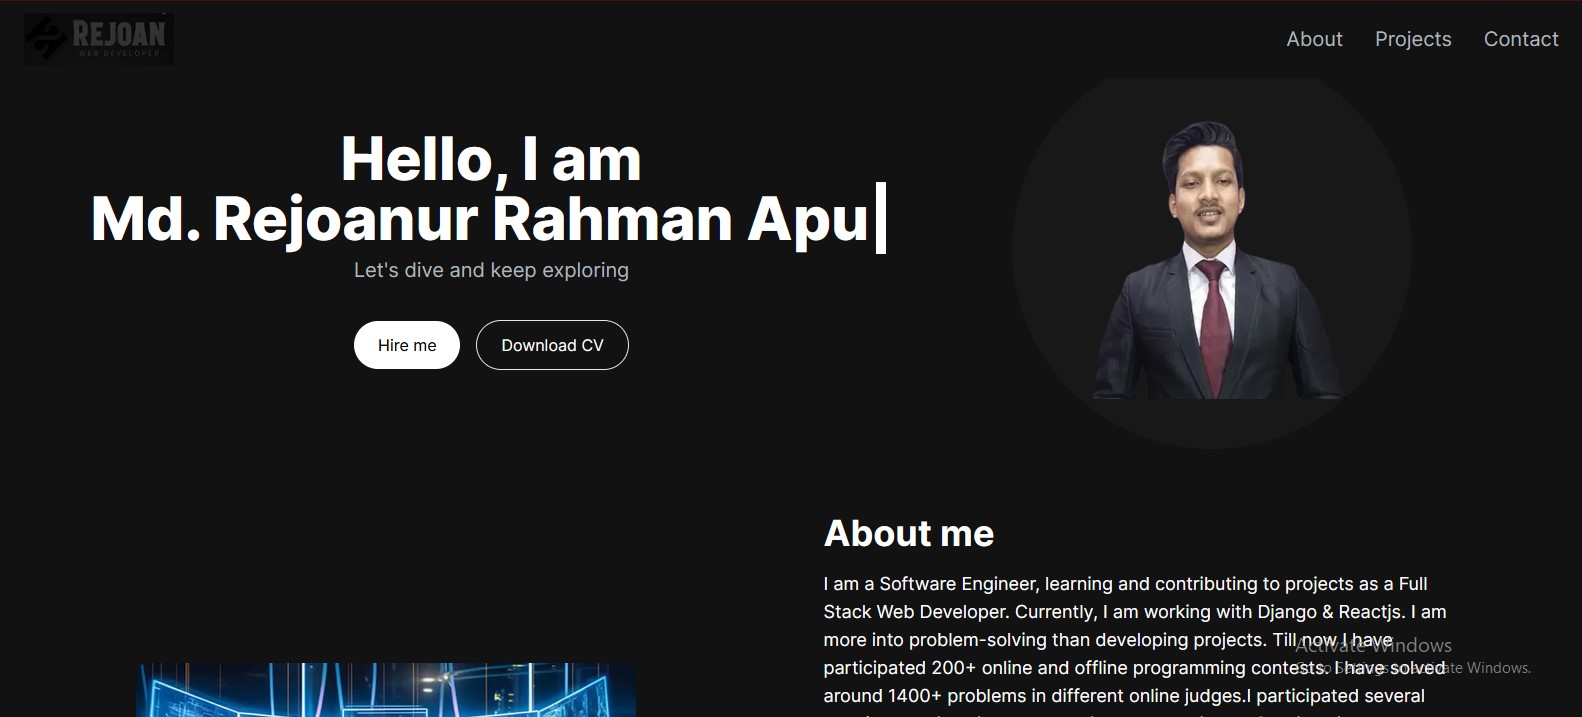 REJOAN
WEB DEVELOPER
About Projects Contact
Hello, I am
Md. Rejoanur Rahman Apu
Let's dive and keep exploring
Hire me
Download CV
About me
I am a Software Engineer, learning and contributing to projects as a Full
Stack Web Developer. Currently, I am working with Django & Reactjs. I am
more into problem-solving than developing projects. Till now I have
participated 200+ online and offline programming contests. I have solved
around 1400+ problems in different online judges.I participated several
Activate Windows
Go to Settings to activate Windows.